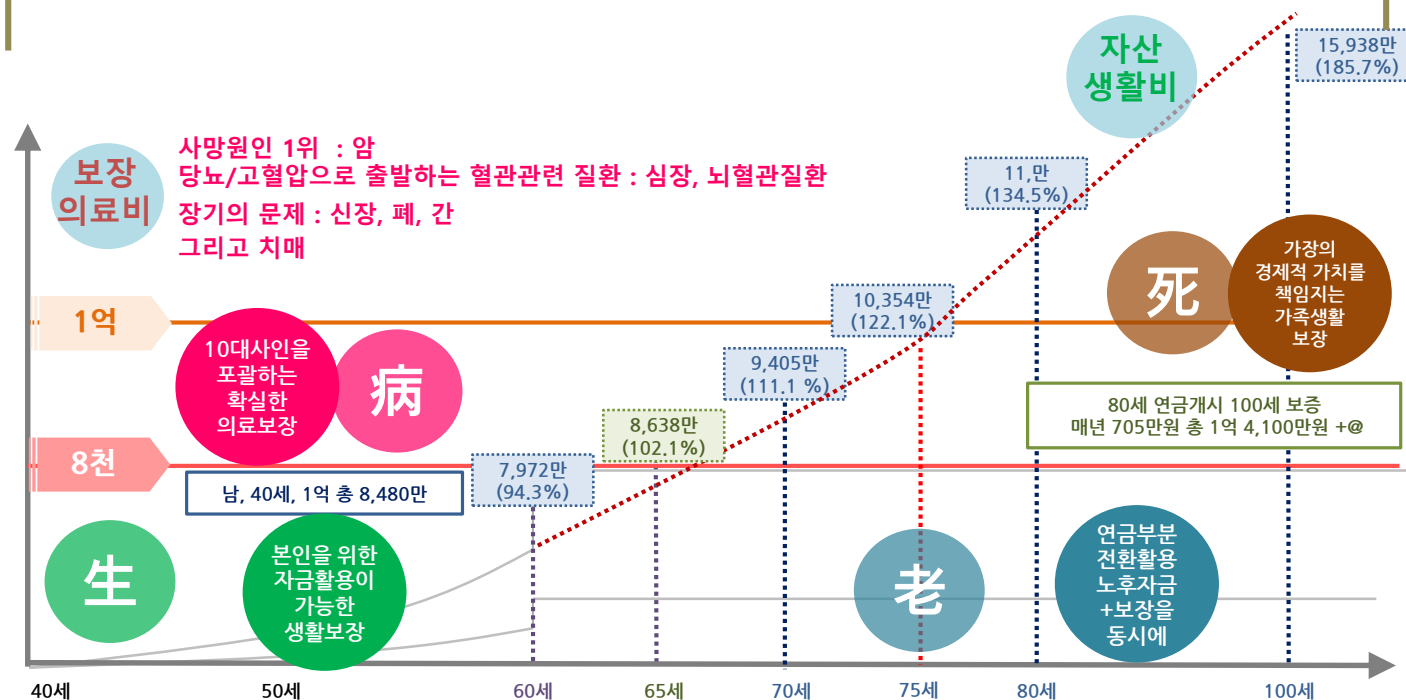 자산
생활비
15,938만
(185.7%)
보장
의료비
사망원인 1위 : 암
당뇨/고혈압으로 출발하는 혈관관련 질환 : 심장, 뇌혈관질환
장기의 문제 : 신장, 폐, 간
그리고 치매
11,만
(134.5%)
10,354만
(122.1%)
9,405만
(111.1 %)
8,638만
(102.1%)
7,972만
(94.3%)
1억
8천
10대사인을
포괄하는
확실한
의료보장
病
死
가장의
경제적 가치를
책임지는
가족생활
보장
80세 연금개시 100세 보증
매년 705만원 총 1억 4,100만원 +@
남, 40세, 1억 총 8,480만
生
본인을 위한
자금활용이
가능한
생활보장
老
연금부분
전환활용
노후자금
+보장을
동시에
40세
50세
60세
65세
70세
75세
80세
100세